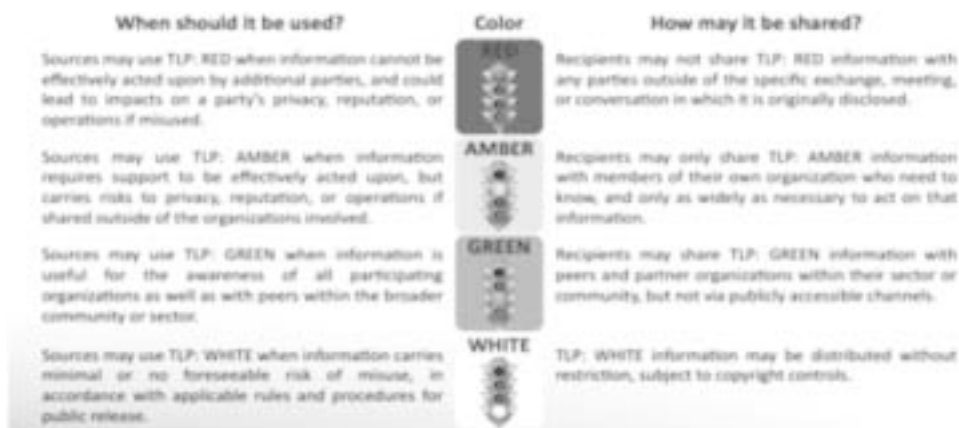 When should it be used?
Color
How may it be shared?
Sources may use TLP: RED when information cannot be
effectively acted upon by additional parties, and could
lead to impacts on a party's privacy, reputation, or
operations if misused.
RED
Recipients may not share TLP: RED information with
any parties outside of the specific exchange, meeting,
or conversation in which it is originally disclosed.
Sources may use TLP: AMBER when information
requires support to be effectively acted upon, but
carries risks to privacy, reputation, or operations if
shared outside of the organizations involved.
AMBER
Recipients may only share TLP: AMBER information
with members of their own organization who need to
know, and only as widely as necessary to act on that
information.
Sources may use TLP: GREEN when information is
useful for the awareness of all participating
organizations as well as with peers within the broader
community or sector.
GREEN
Recipients may share TLP: GREEN information with
peers and partner organizations within their sector or
community, but not via publicly accessible channels.
Sources may use TLP: WHITE when information carries
minimal or no foreseeable risk of misuse, in
accordance with applicable rules and procedures for
public release.
WHITE
TLP: WHITE information may be distributed without
restriction, subject to copyright controls.